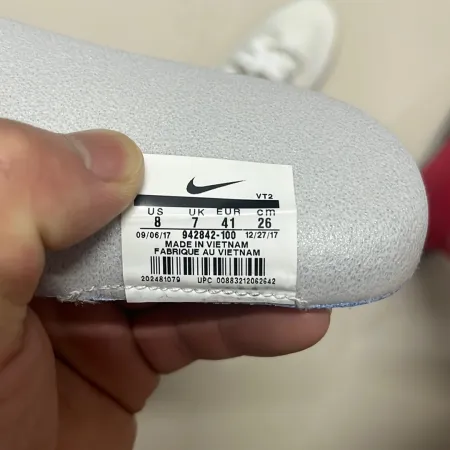 VT2
US UK EUR cm
8 7 41 26
09/06/17 942842-100 12/27/17
MADE IN VIETNAM
FABRIQUE AU VIETNAM
202481079 UPC 00883212062642